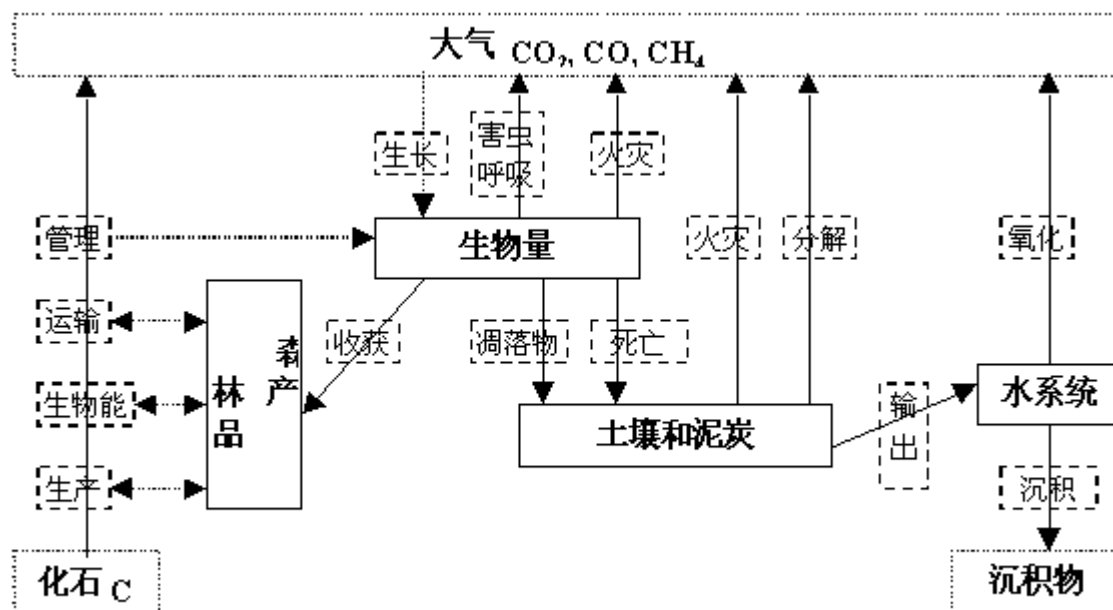 大气 CO₂, CO, CH₄
生长
害虫
呼吸
火灾
管理
生物量
火灾
分解
氧化
运输
收获
凋落物
死亡
森
林
产
品
生物能
土壤和泥炭
输
出
水系统
生产
沉积
化石 C
沉积物